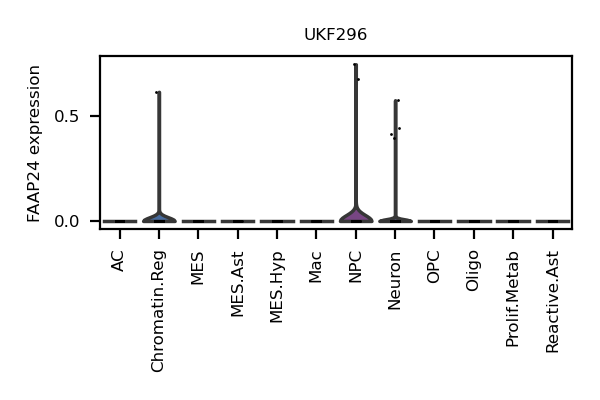 UKF296
FAAP24 expression
0.5
0.0
AC
Chromatin.Reg
MES
MES.Ast
MES.Hyp
Mac
NPC
Neuron
OPC
Oligo
Prolif.Metab
Reactive.Ast